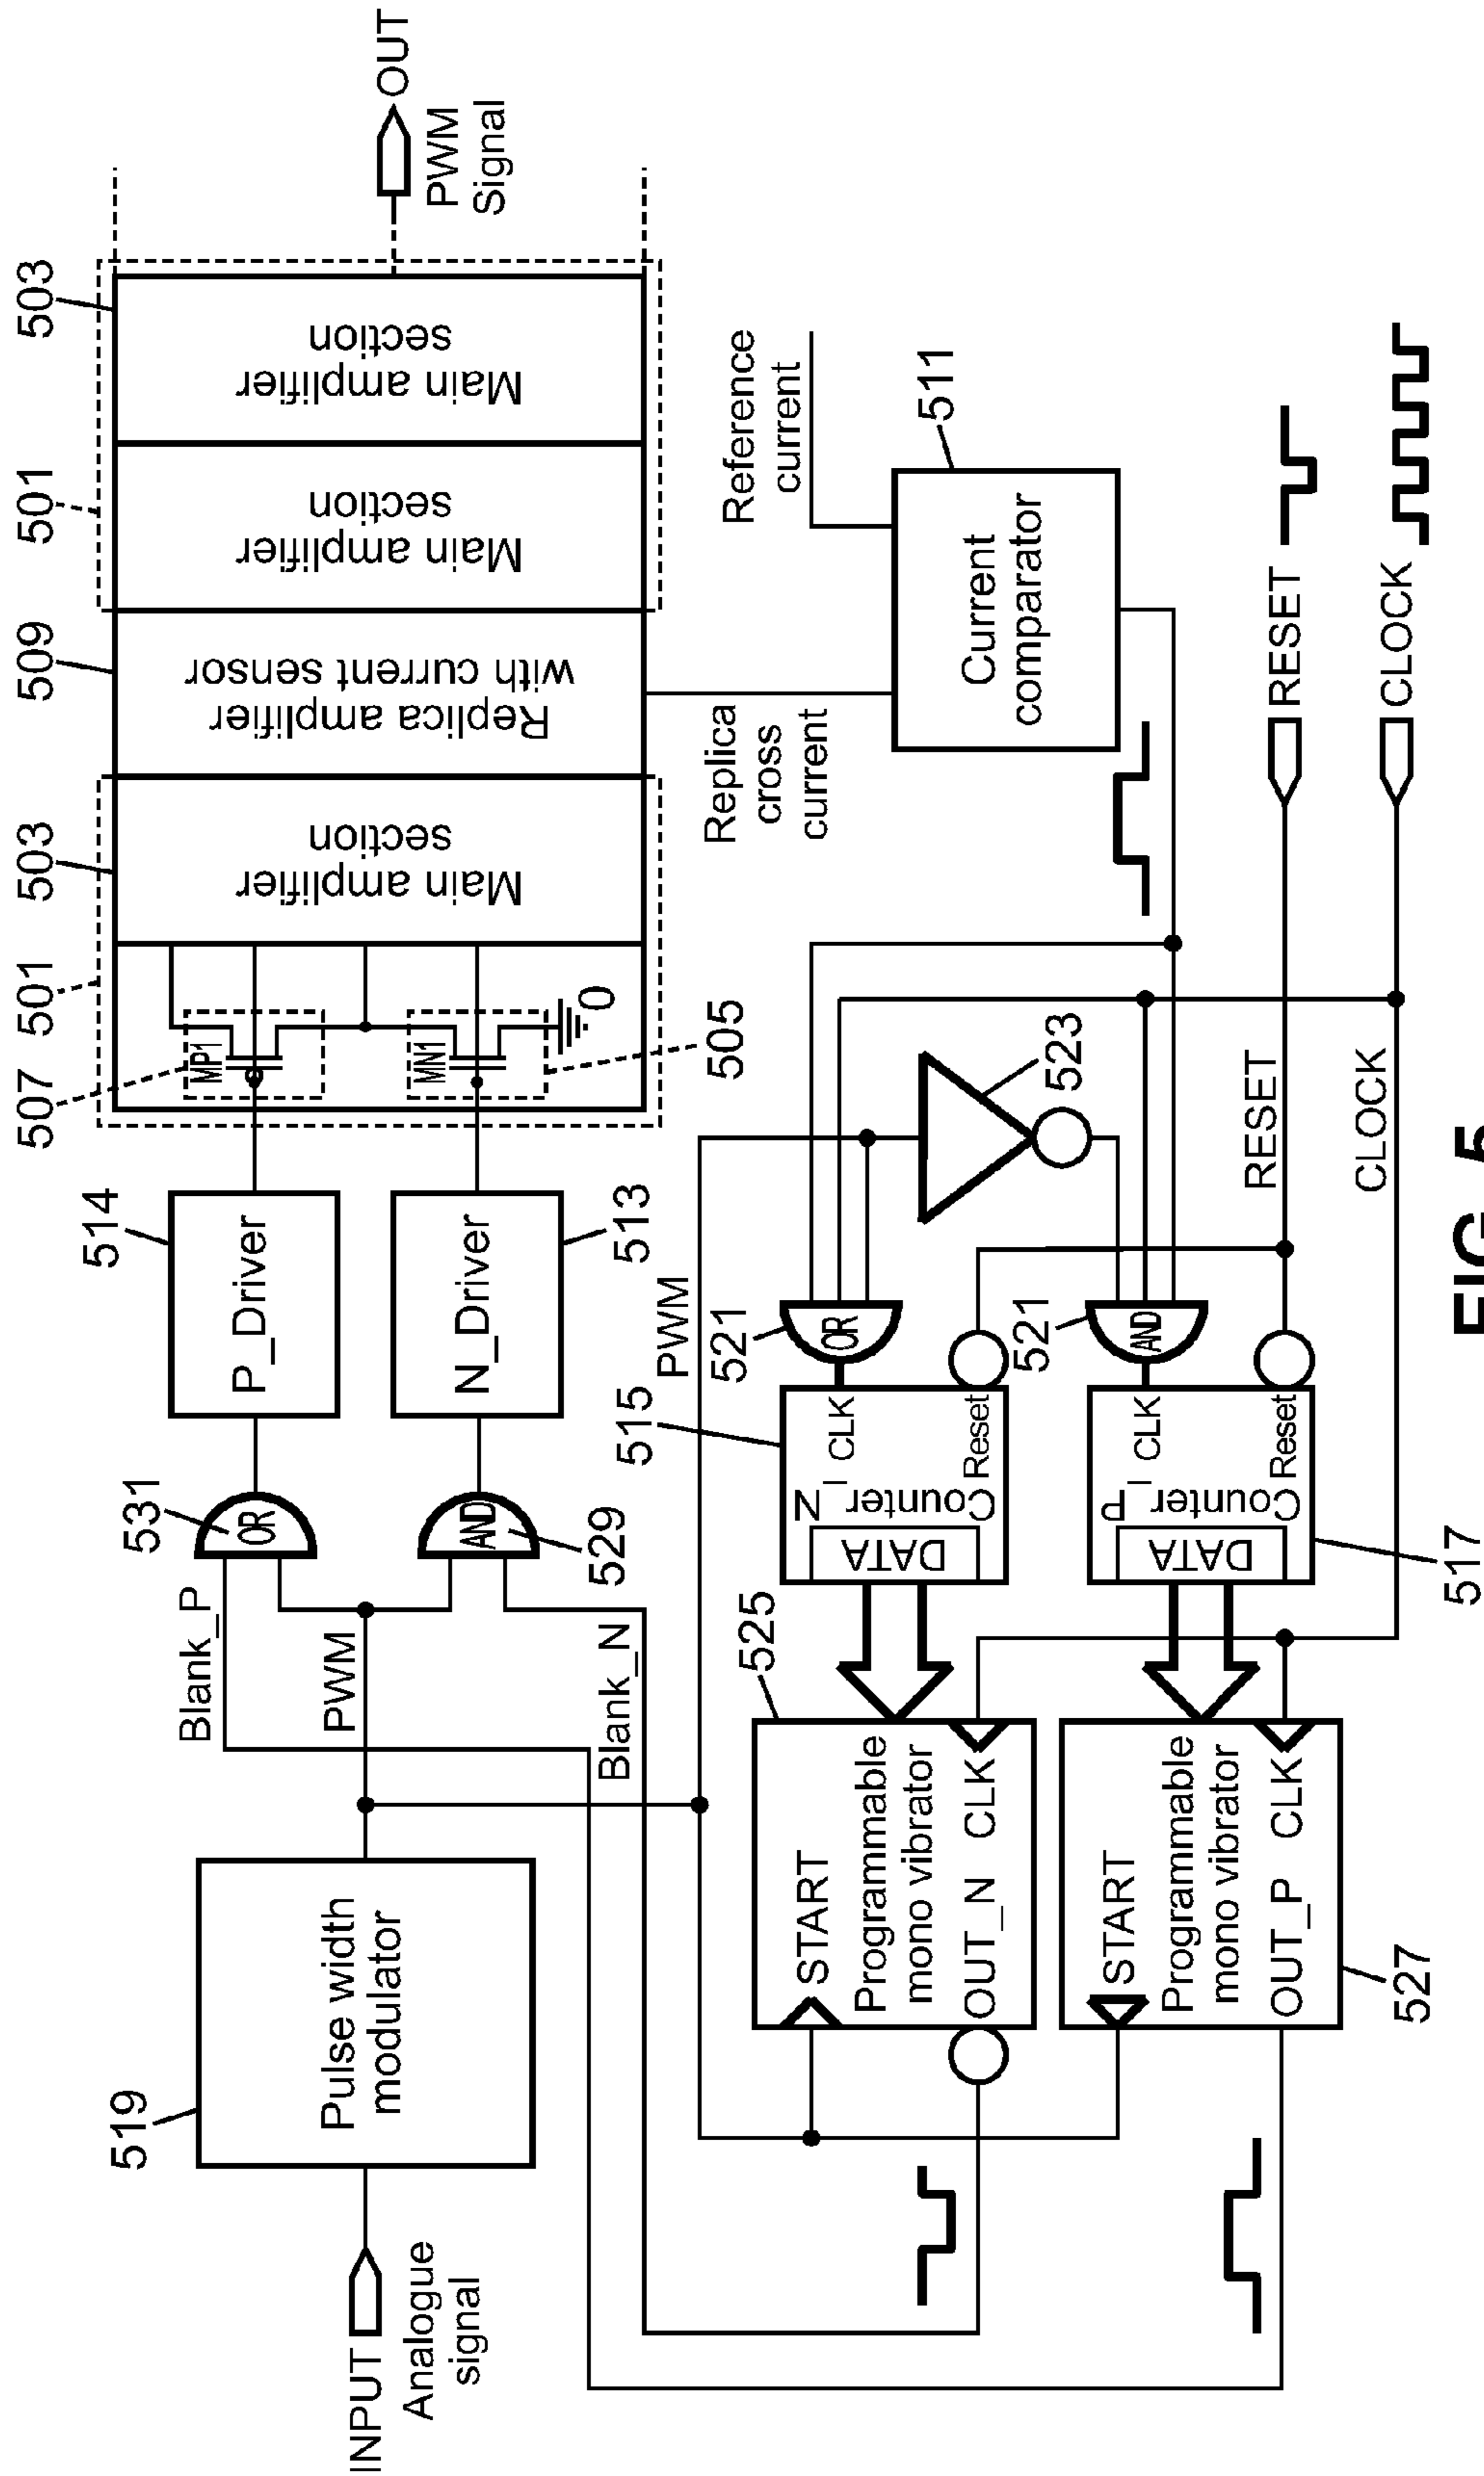 INPUT
Analogue
signal
519
Pulse width
modulator
Blank_P
PWM
Blank_N
531
OR
AND
529
514
P_Driver
N_Driver
513
507
501
503
509
501
503
MP1
MN1
0
505
Main amplifier
section
Replica amplifier
with current sensor
Main amplifier
section
Main amplifier
section
OUT
PWM
Signal
Replica
cross
current
Reference
current
511
Current
comparator
PWM
523
521
OR
521
AND
515
CLK
Counter_N
Reset
DATA
CLK
Counter_P
Reset
DATA
517
525
START
Programmable
mono vibrator
OUT_N CLK
START
Programmable
mono vibrator
OUT_P CLK
527
RESET
CLOCK
RESET
CLOCK
FIG. 5